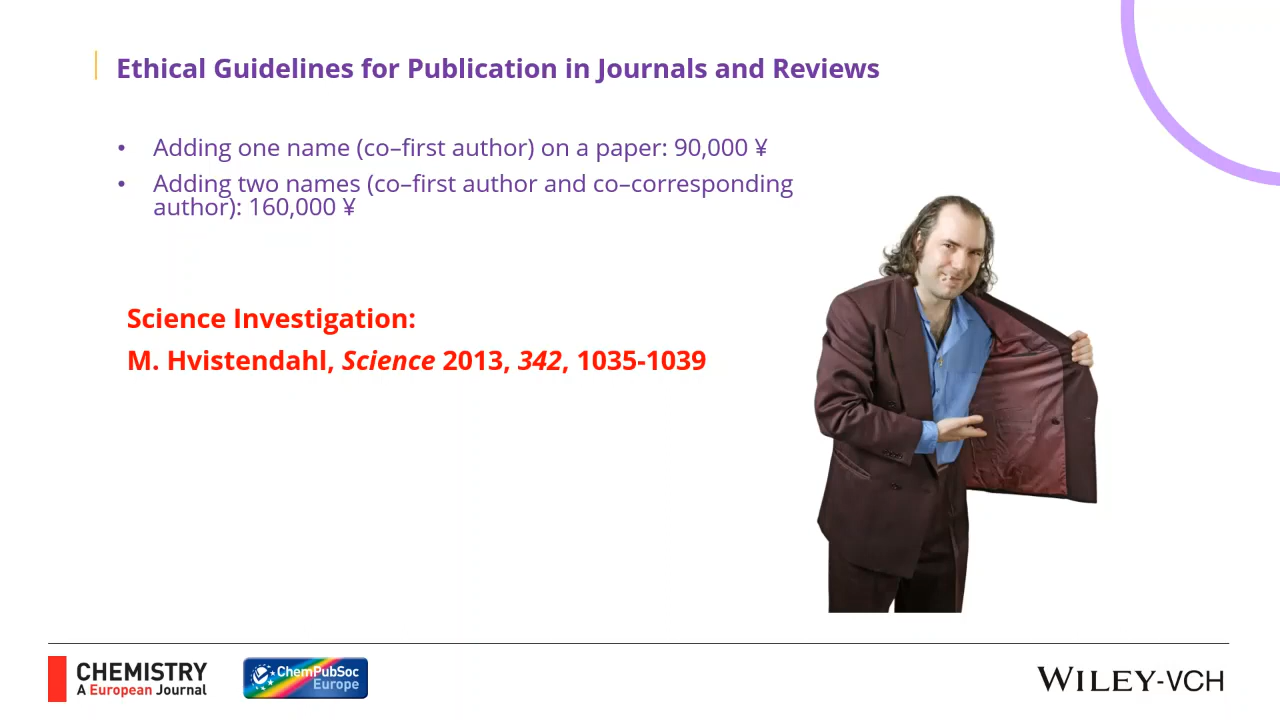 Ethical Guidelines for Publication in Journals and Reviews
• Adding one name (co–first author) on a paper: 90,000 ¥
• Adding two names (co–first author and co–corresponding
author): 160,000 ¥
Science Investigation:
M. Hvistendahl, Science 2013, 342, 1035-1039
CHEMISTRY
A European Journal
ChemPubSoc
Europe
WILEY-VCH